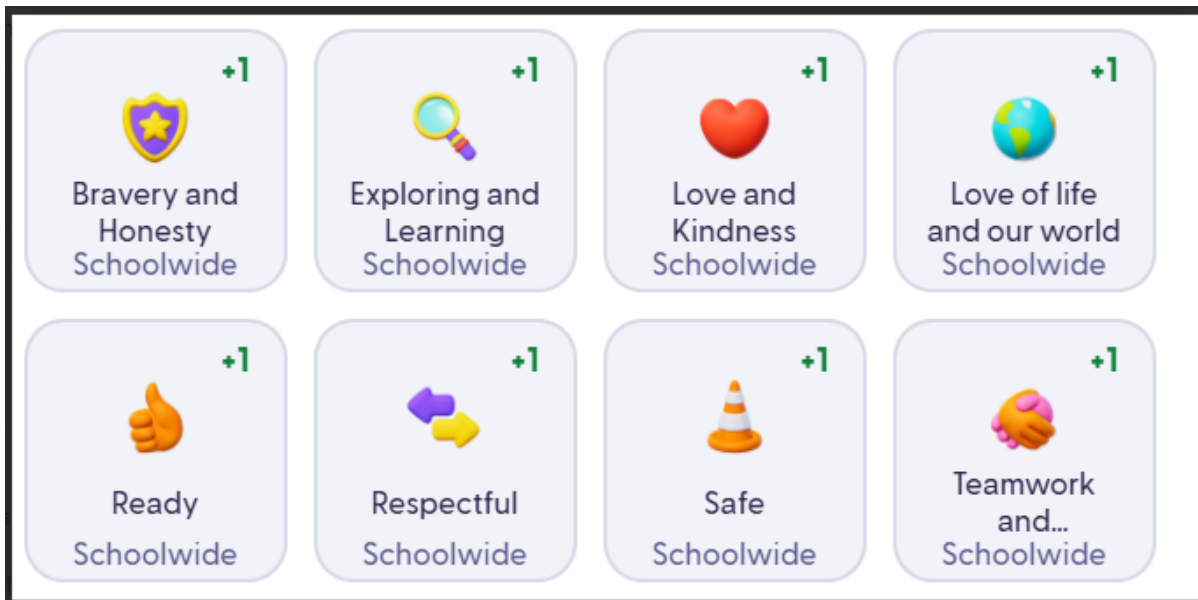 +1 +1 +1 +1
Bravery and Exploring and Love and Love of life
Honesty Learning Kindness and our world
Schoolwide Schoolwide Schoolwide Schoolwide
+1 +1 +1 +1
Ready Respectful Safe Teamwork
and...
Schoolwide Schoolwide Schoolwide Schoolwide